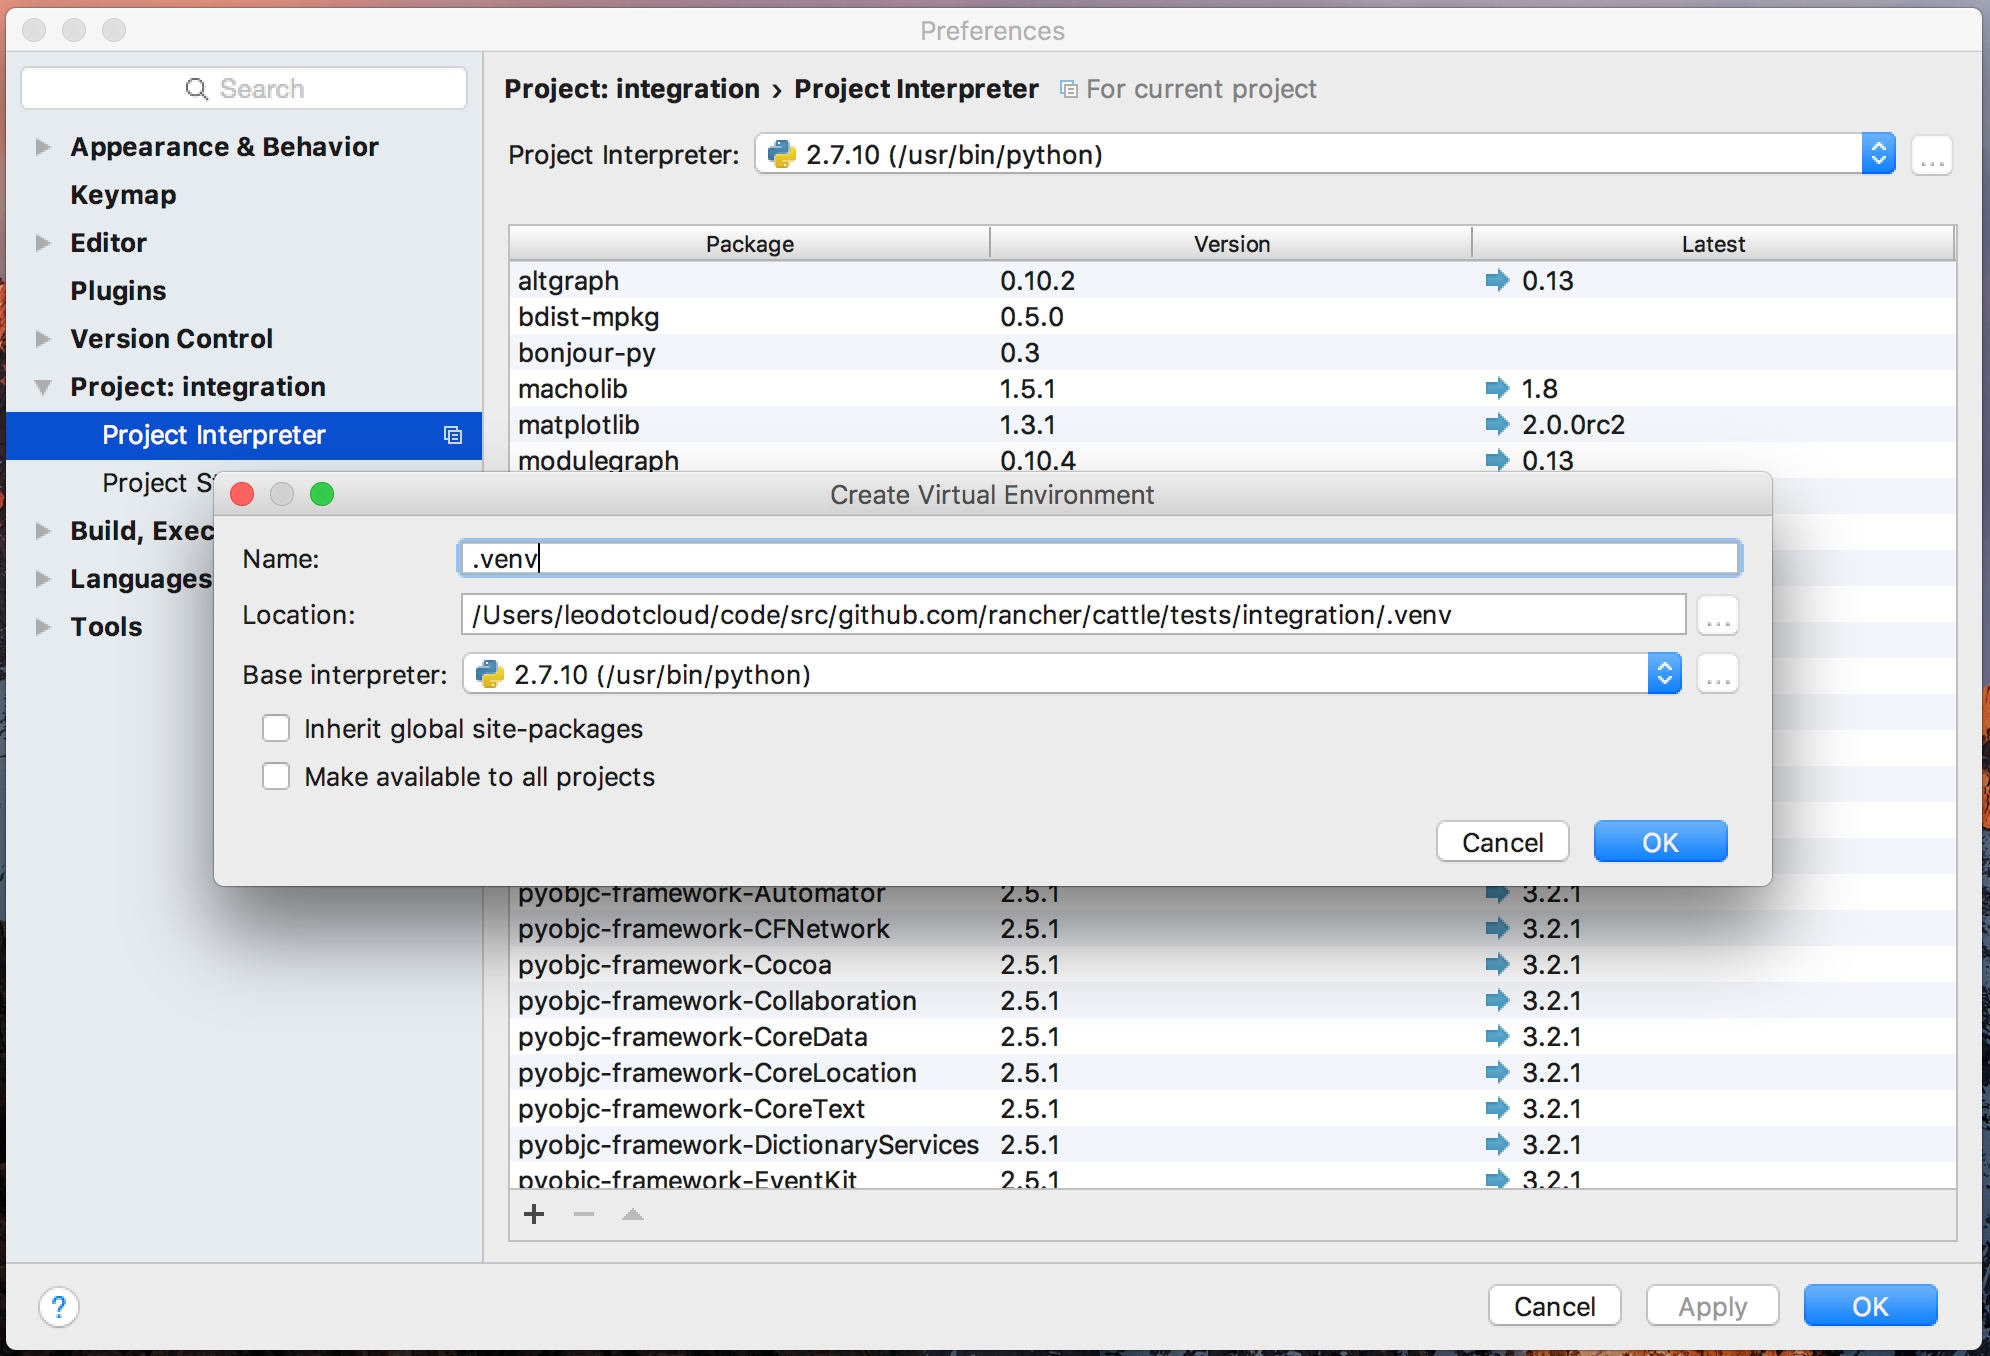 Preferences
Search
Appearance & Behavior
Keymap
Editor
Plugins
Version Control
Project: integration
Project Interpreter
Project S
Build, Exec
Languages
Tools
Project: integration › Project Interpreter For current project
Project Interpreter: 2.7.10 (/usr/bin/python) ...
Package Version Latest
altgraph 0.10.2 0.13
bdist-mpkg 0.5.0
bonjour-py 0.3
macholib 1.5.1 1.8
matplotlib 1.3.1 2.0.0rc2
modulegraph 0.10.4 0.13
Create Virtual Environment
Name: .venv
Location: /Users/leodotcloud/code/src/github.com/rancher/cattle/tests/integration/.venv ...
Base interpreter: 2.7.10 (/usr/bin/python) ...
Inherit global site-packages
Make available to all projects
Cancel OK
pyobjc-framework-Automator 2.5.1 3.2.1
pyobjc-framework-CFNetwork 2.5.1 3.2.1
pyobjc-framework-Cocoa 2.5.1 3.2.1
pyobjc-framework-Collaboration 2.5.1 3.2.1
pyobjc-framework-CoreData 2.5.1 3.2.1
pyobjc-framework-CoreLocation 2.5.1 3.2.1
pyobjc-framework-CoreText 2.5.1 3.2.1
pyobjc-framework-DictionaryServices 2.5.1 3.2.1
pyobjc-framework-EventKit 2.5.1 3.2.1
? Cancel Apply OK